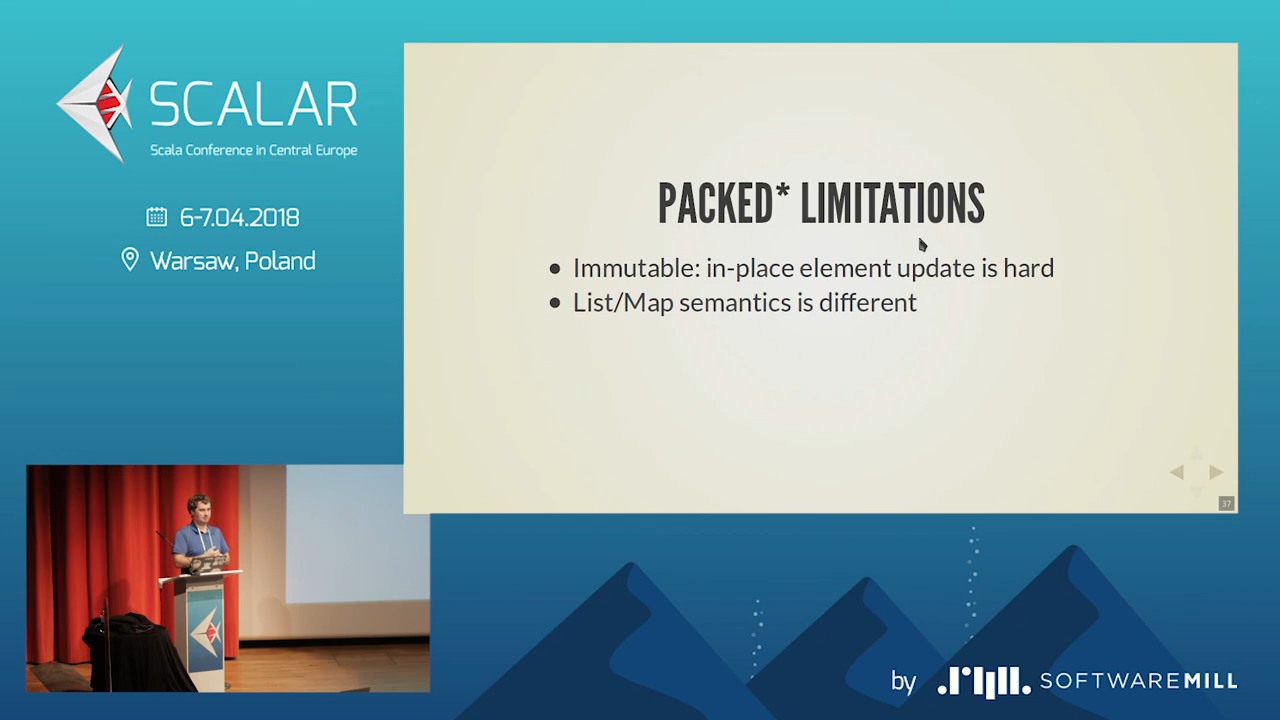 SCALAR
Scala Conference in Central Europe
6-7.04.2018
Warsaw, Poland
PACKED* LIMITATIONS
• Immutable: in-place element update is hard
• List/Map semantics is different
37
by SOFTWAREMILL